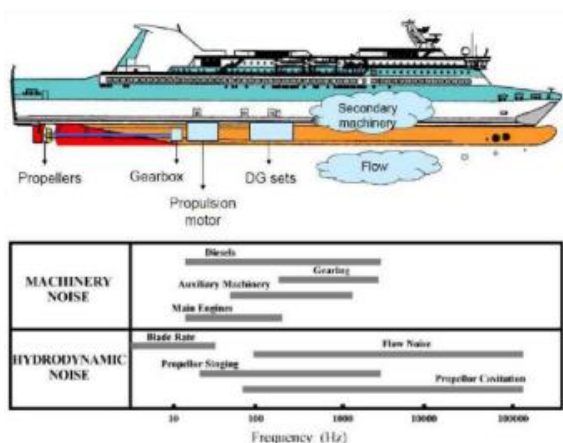 Secondary
machinery
Propellers
Gearbox
DG sets
Flow
Propulsion
motor
Diesels
Gearing
MACHINERY
NOISE
Auxiliary Machinery
Main Engines
Blade Rate
Flow Noise
HYDRODYNAMIC
NOISE
Propeller Singing
Propeller Cavitation
10
100
1000
10000
100000
Frequency (Hz)